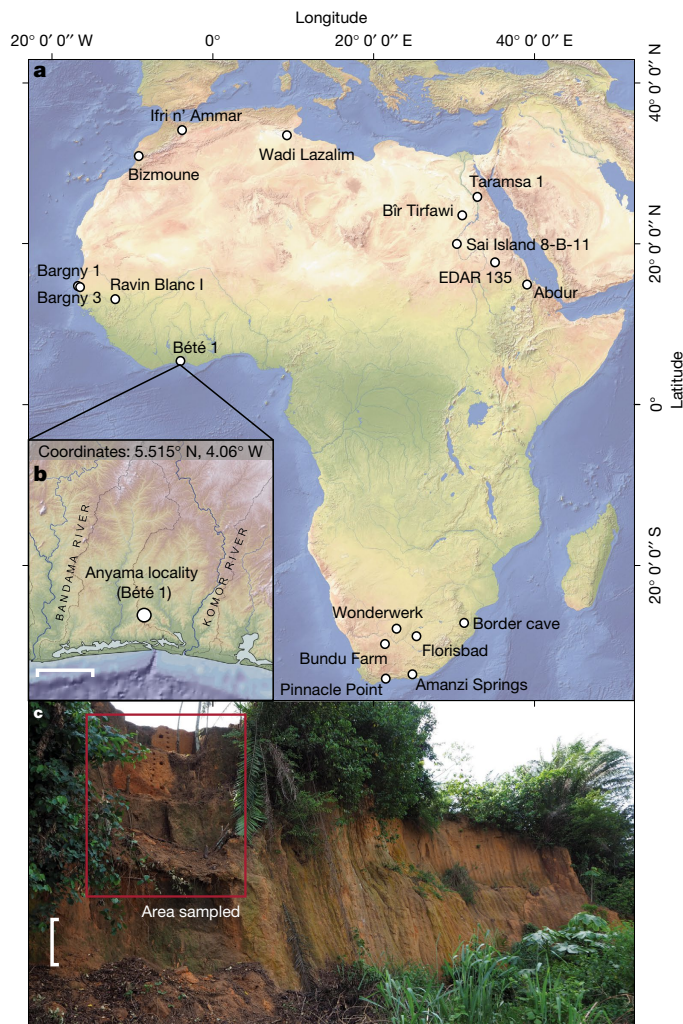 Longitude
20° 0′ 0″ W
0°
20° 0′ 0″ E
40° 0′ 0″ E
a
40° 0′ 0″ N
Ifri n’ Ammar
Wadi Lazalim
Bizmoune
Taramsa 1
Bîr Tirfawi
20° 0′ 0″ N
Sai Island 8-B-11
Bargny 1
Ravin Blanc I
EDAR 135
Bargny 3
Abdur
Bété 1
Latitude
0°
Coordinates: 5.515° N, 4.06° W
b
BANDAMA RIVER
KOMOR RIVER
Anyama locality
(Bété 1)
20° 0′ 0″ S
Wonderwerk
Border cave
Florisbad
Bundu Farm
Pinnacle Point
Amanzi Springs
c
Area sampled